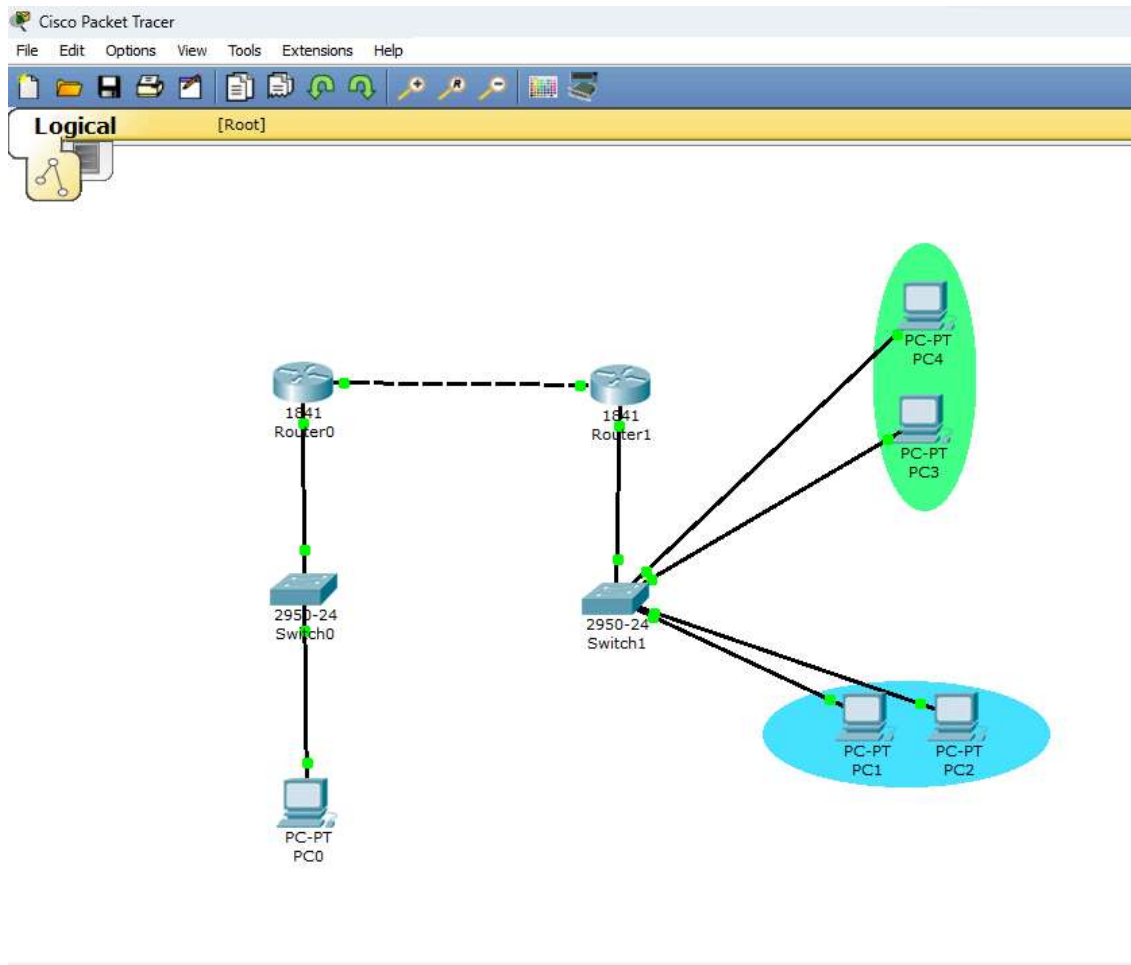 Cisco Packet Tracer
File Edit Options View Tools Extensions Help
R
Logical [Root]
PC-PT
PC4
1841
Router0
1841
Router1
PC-PT
PC3
2950-24
Switch0
2950-24
Switch1
PC-PT
PC1
PC-PT
PC2
PC-PT
PC0